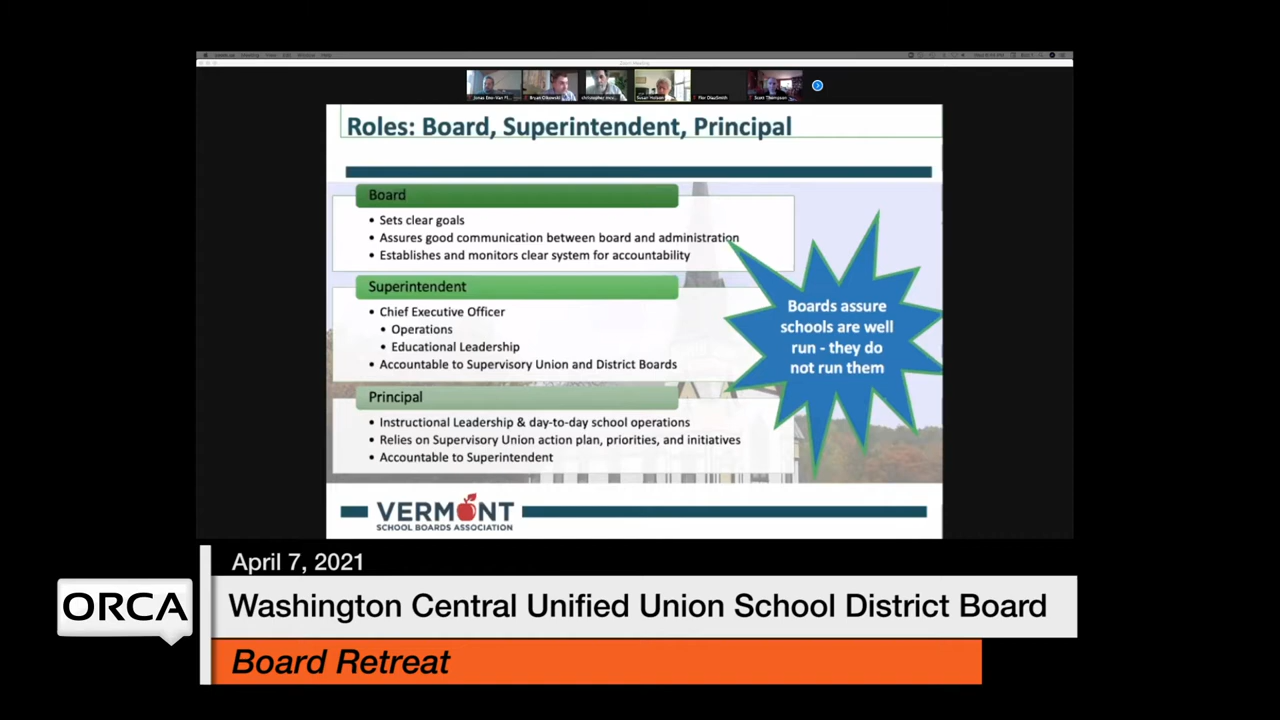 Roles: Board, Superintendent, Principal
Board
• Sets clear goals
• Assures good communication between board and administration
• Establishes and monitors clear system for accountability
Superintendent
• Chief Executive Officer
• Operations
• Educational Leadership
• Accountable to Supervisory Union and District Boards
Principal
• Instructional Leadership & day-to-day school operations
• Relies on Supervisory Union action plan, priorities, and initiatives
• Accountable to Superintendent
Boards assure
schools are well
run - they do
not run them
VERMONT
SCHOOL BOARDS ASSOCIATION
April 7, 2021
ORCA
Washington Central Unified Union School District Board
Board Retreat